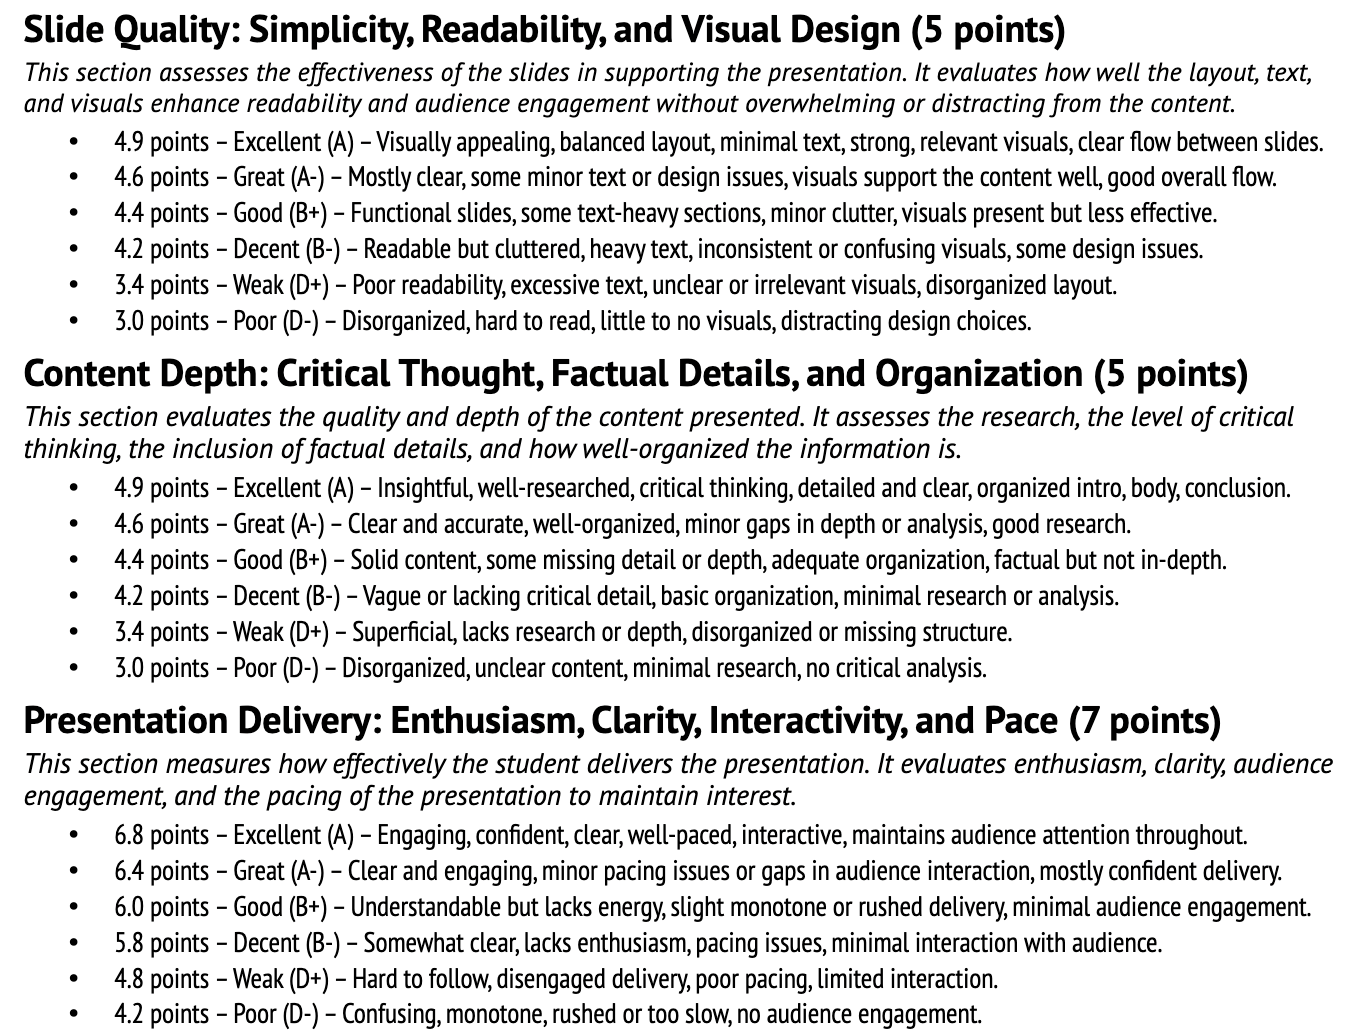 Slide Quality: Simplicity, Readability, and Visual Design (5 points)
This section assesses the effectiveness of the slides in supporting the presentation. It evaluates how well the layout, text,
and visuals enhance readability and audience engagement without overwhelming or distracting from the content.
• 4.9 points – Excellent (A) – Visually appealing, balanced layout, minimal text, strong, relevant visuals, clear flow between slides.
• 4.6 points – Great (A-) – Mostly clear, some minor text or design issues, visuals support the content well, good overall flow.
• 4.4 points – Good (B+) – Functional slides, some text-heavy sections, minor clutter, visuals present but less effective.
• 4.2 points – Decent (B-) – Readable but cluttered, heavy text, inconsistent or confusing visuals, some design issues.
• 3.4 points – Weak (D+) – Poor readability, excessive text, unclear or irrelevant visuals, disorganized layout.
• 3.0 points – Poor (D-) – Disorganized, hard to read, little to no visuals, distracting design choices.
Content Depth: Critical Thought, Factual Details, and Organization (5 points)
This section evaluates the quality and depth of the content presented. It assesses the research, the level of critical
thinking, the inclusion of factual details, and how well-organized the information is.
• 4.9 points – Excellent (A) – Insightful, well-researched, critical thinking, detailed and clear, organized intro, body, conclusion.
• 4.6 points – Great (A-) – Clear and accurate, well-organized, minor gaps in depth or analysis, good research.
• 4.4 points – Good (B+) – Solid content, some missing detail or depth, adequate organization, factual but not in-depth.
• 4.2 points – Decent (B-) – Vague or lacking critical detail, basic organization, minimal research or analysis.
• 3.4 points – Weak (D+) – Superficial, lacks research or depth, disorganized or missing structure.
• 3.0 points – Poor (D-) – Disorganized, unclear content, minimal research, no critical analysis.
Presentation Delivery: Enthusiasm, Clarity, Interactivity, and Pace (7 points)
This section measures how effectively the student delivers the presentation. It evaluates enthusiasm, clarity, audience
engagement, and the pacing of the presentation to maintain interest.
• 6.8 points – Excellent (A) – Engaging, confident, clear, well-paced, interactive, maintains audience attention throughout.
• 6.4 points – Great (A-) – Clear and engaging, minor pacing issues or gaps in audience interaction, mostly confident delivery.
• 6.0 points – Good (B+) – Understandable but lacks energy, slight monotone or rushed delivery, minimal audience engagement.
• 5.8 points – Decent (B-) – Somewhat clear, lacks enthusiasm, pacing issues, minimal interaction with audience.
• 4.8 points – Weak (D+) – Hard to follow, disengaged delivery, poor pacing, limited interaction.
• 4.2 points – Poor (D-) – Confusing, monotone, rushed or too slow, no audience engagement.